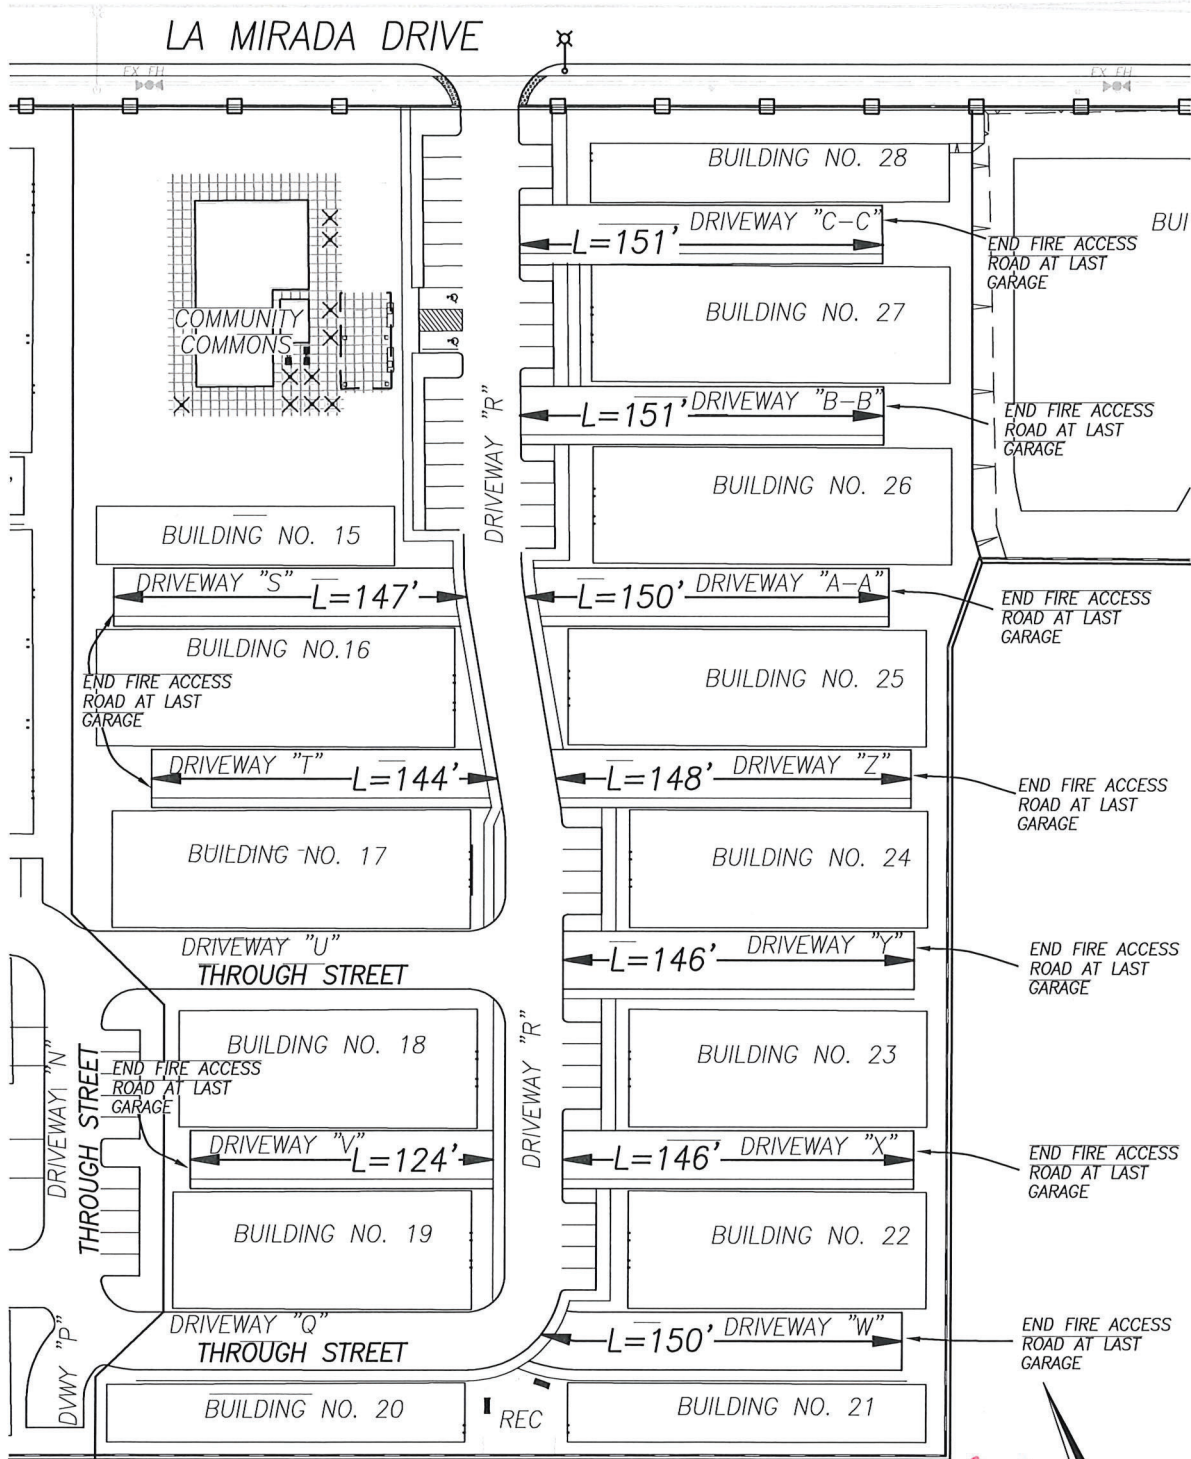 LA MIRADA DRIVE
EX FH
EX FH
BUILDING NO. 28
DRIVEWAY "C-C"
L=151'
END FIRE ACCESS
ROAD AT LAST
GARAGE
BUI
COMMUNITY
COMMONS
BUILDING NO. 27
DRIVEWAY "R"
DRIVEWAY "B-B"
L=151'
END FIRE ACCESS
ROAD AT LAST
GARAGE
BUILDING NO. 26
BUILDING NO. 15
DRIVEWAY "S"
L=147'
DRIVEWAY "A-A"
L=150'
END FIRE ACCESS
ROAD AT LAST
GARAGE
BUILDING NO.16
END FIRE ACCESS
ROAD AT LAST
GARAGE
BUILDING NO. 25
DRIVEWAY "T"
L=144'
DRIVEWAY "Z"
L=148'
END FIRE ACCESS
ROAD AT LAST
GARAGE
BUILDING NO. 17
BUILDING NO. 24
DRIVEWAY "U"
THROUGH STREET
DRIVEWAY "Y"
L=146'
END FIRE ACCESS
ROAD AT LAST
GARAGE
DRIVEWAY "N"
THROUGH STREET
BUILDING NO. 18
END FIRE ACCESS
ROAD AT LAST
GARAGE
DRIVEWAY "R"
BUILDING NO. 23
DRIVEWAY "V"
L=124'
DRIVEWAY "X"
L=146'
END FIRE ACCESS
ROAD AT LAST
GARAGE
BUILDING NO. 19
BUILDING NO. 22
DRIVEWAY "Q"
THROUGH STREET
DRIVEWAY "W"
L=150'
END FIRE ACCESS
ROAD AT LAST
GARAGE
DVWY "P"
BUILDING NO. 20
REC
BUILDING NO. 21